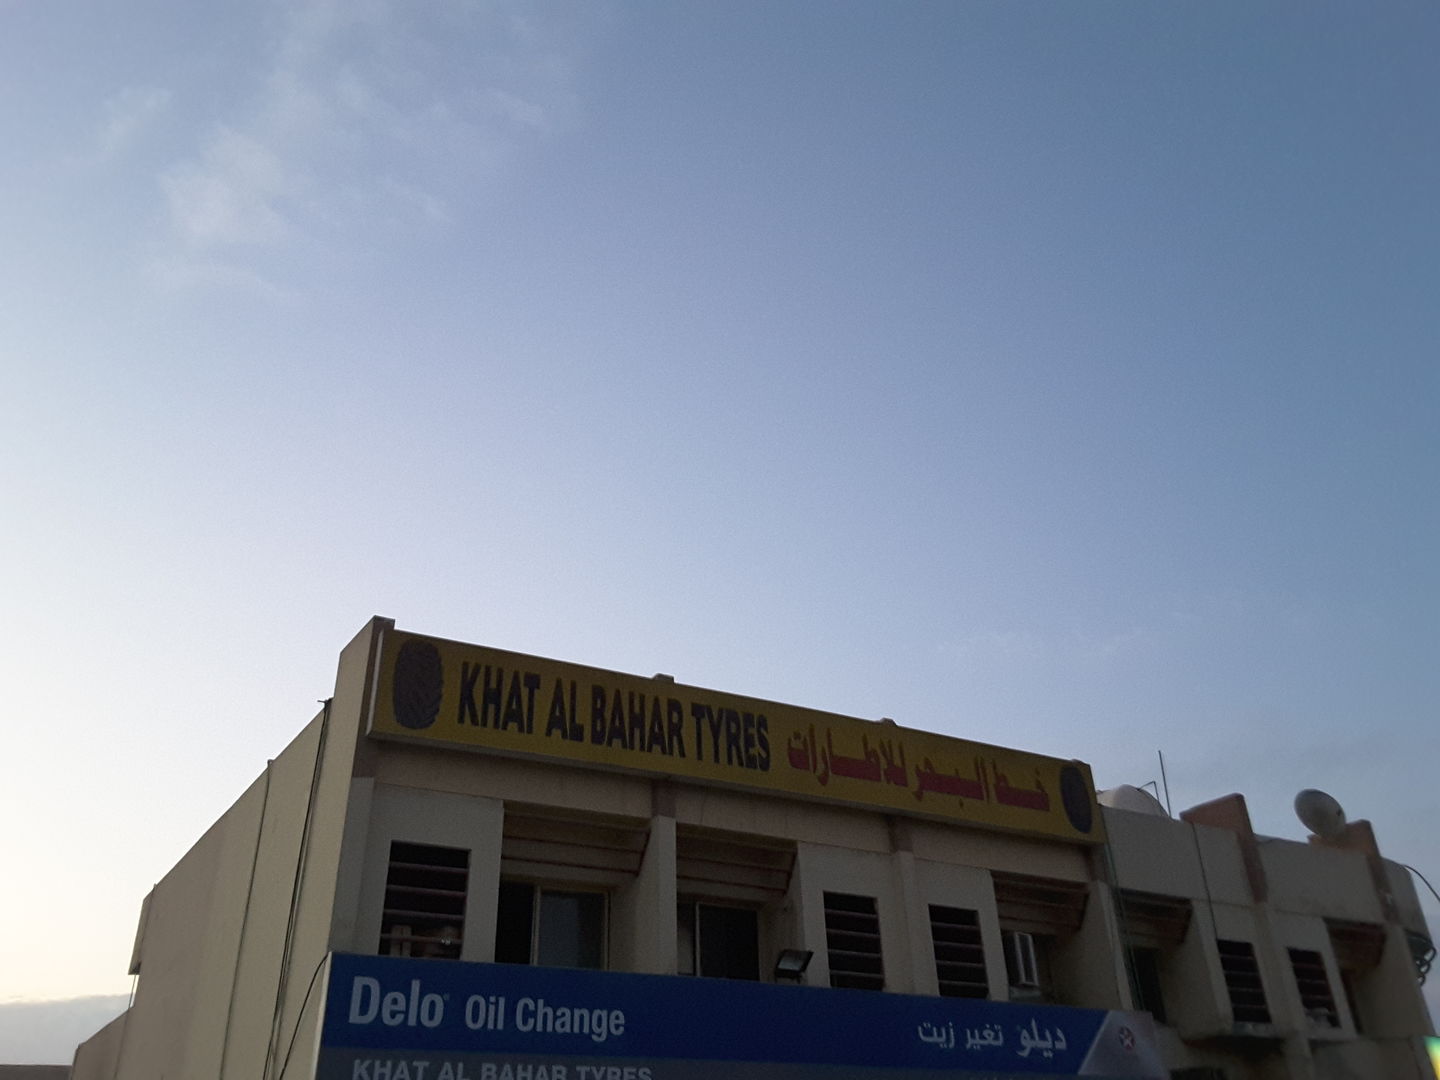 KHAT AL BAHAR TYRES خط البحر للاطارات
Delo Oil Change ديلو تغير زيت
KHAT AL BAHAR TYRES